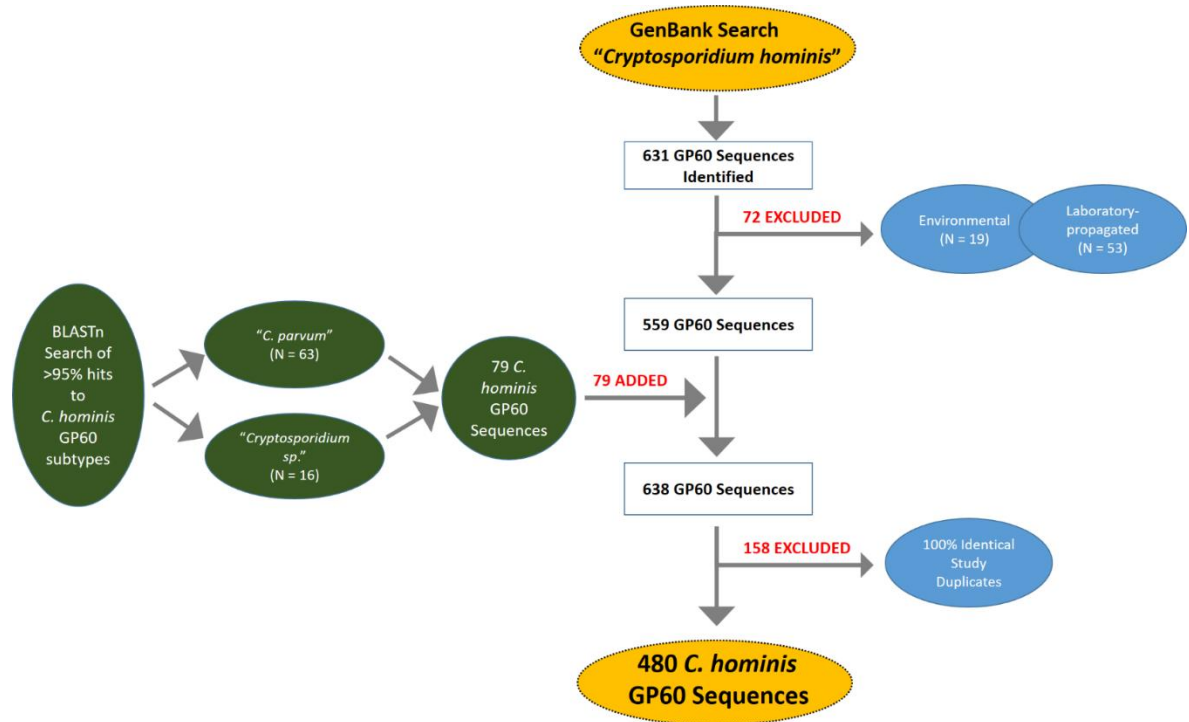 GenBank Search
“Cryptosporidium hominis”
631 GP60 Sequences
Identified
72 EXCLUDED
Environmental
(N = 19)
Laboratory-
propagated
(N = 53)
559 GP60 Sequences
BLASTn
Search of
>95% hits
to
C. hominis
GP60
subtypes
“C. parvum”
(N = 63)
“Cryptosporidium
sp.”
(N = 16)
79 C.
hominis
GP60
Sequences
79 ADDED
638 GP60 Sequences
158 EXCLUDED
100% Identical
Study
Duplicates
480 C. hominis
GP60 Sequences